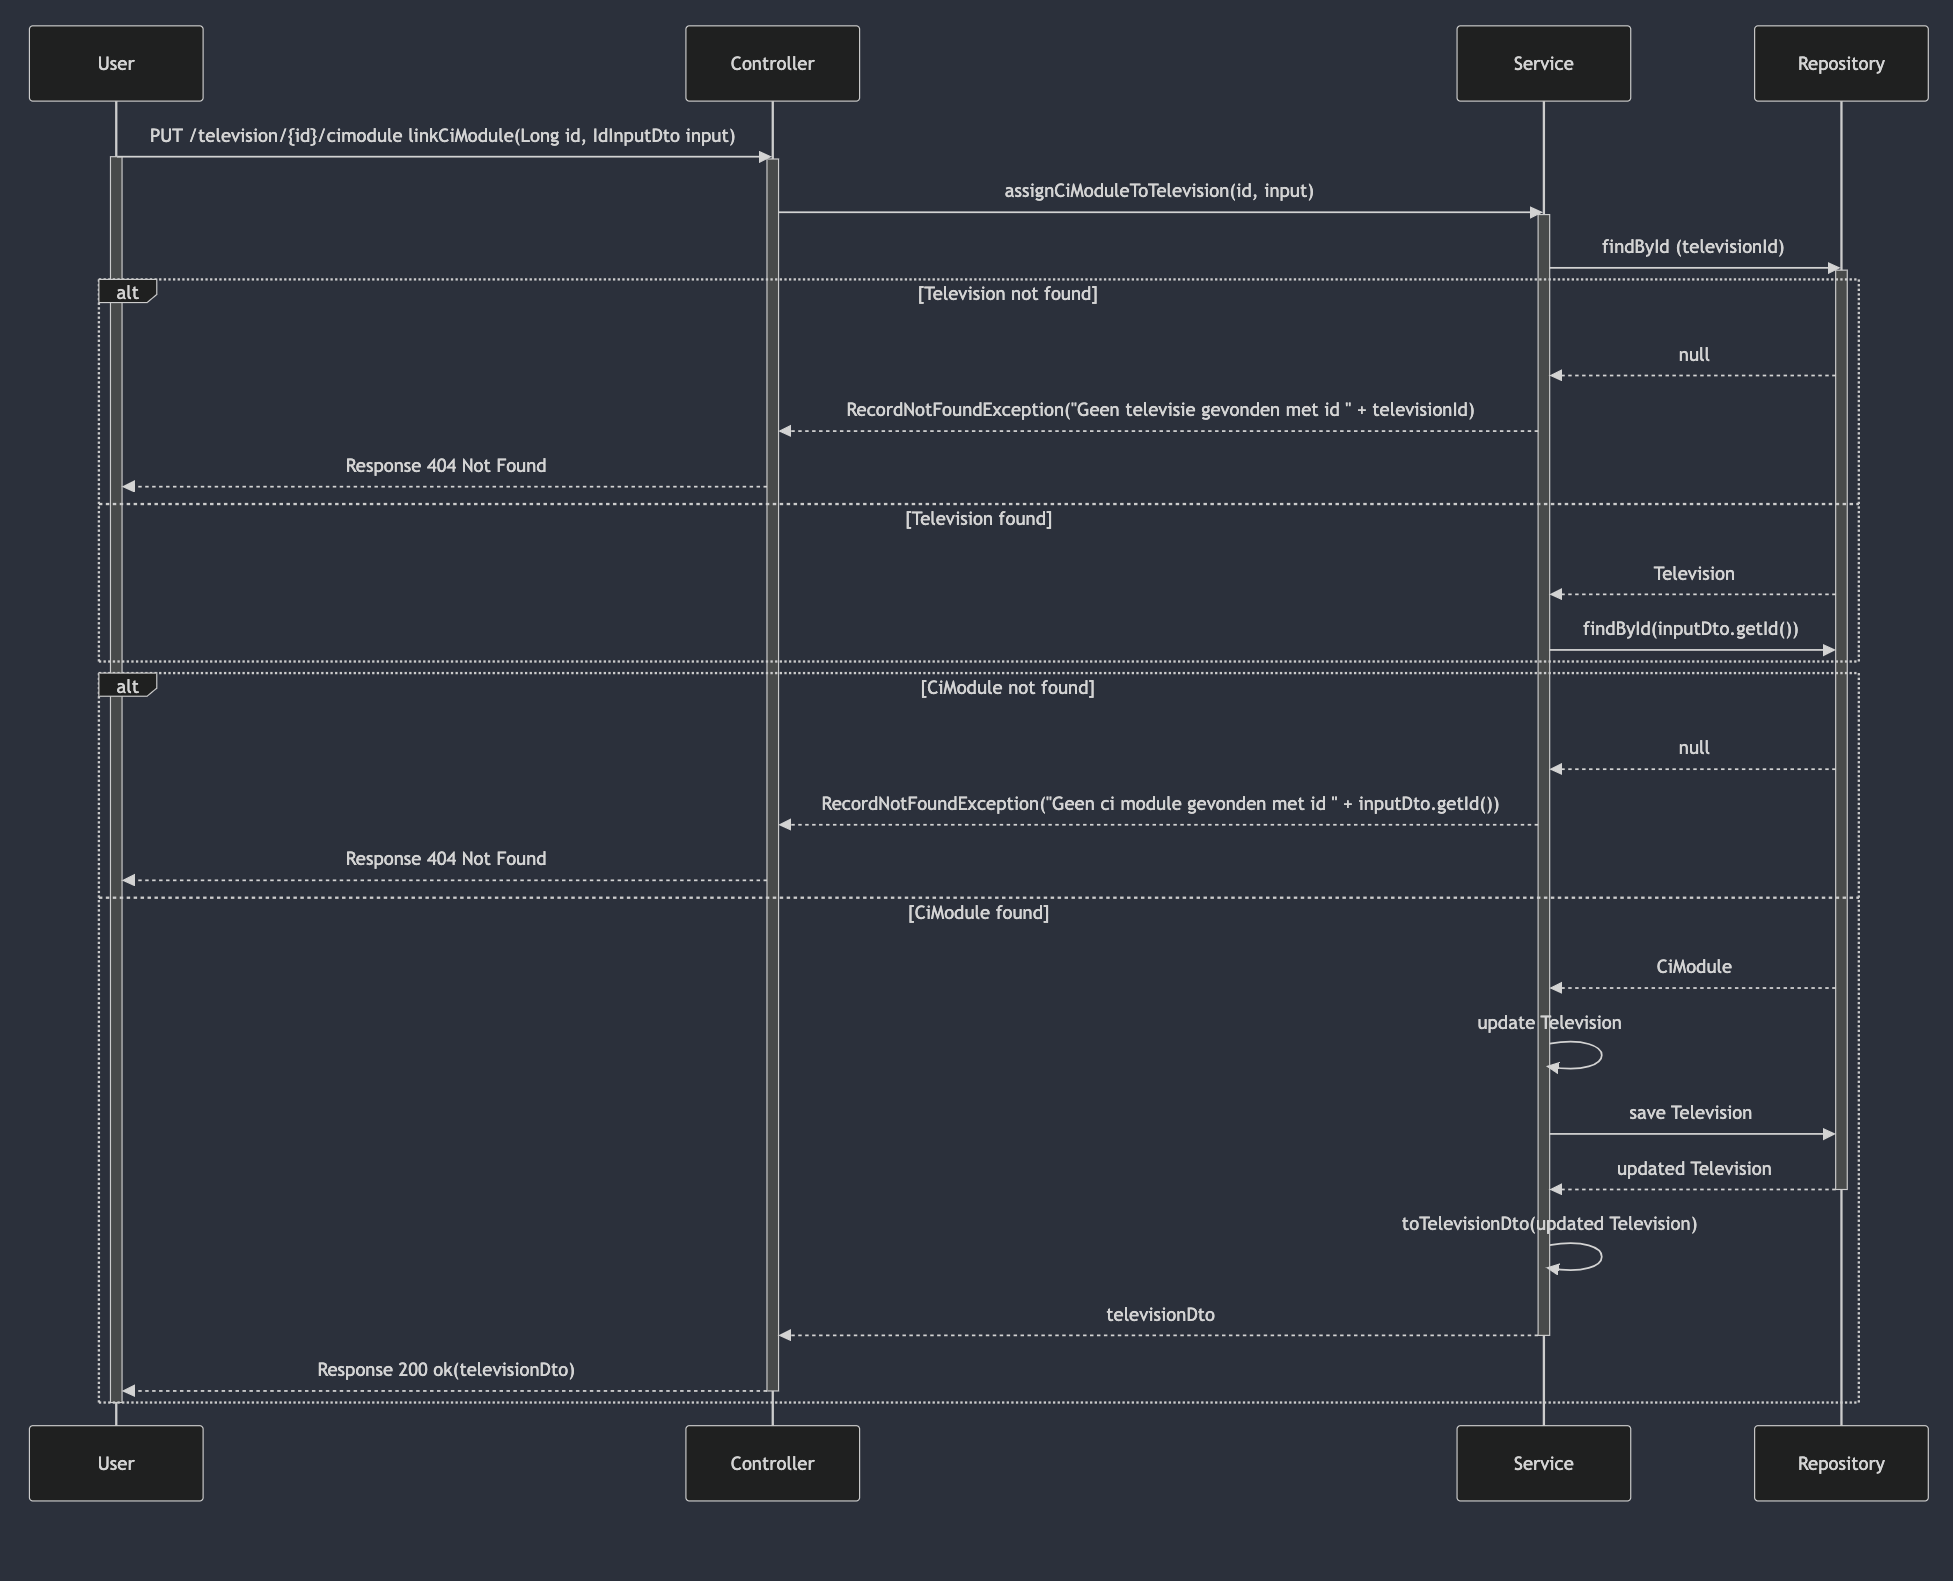 User
Controller
Service
Repository
PUT /television/{id}/cimodule linkCiModule(Long id, IdInputDto input)
assignCiModuleToTelevision(id, input)
findById (televisionId)
alt
[Television not found]
null
RecordNotFoundException("Geen televisie gevonden met id " + televisionId)
Response 404 Not Found
[Television found]
Television
findById(inputDto.getId())
alt
[CiModule not found]
null
RecordNotFoundException("Geen ci module gevonden met id " + inputDto.getId())
Response 404 Not Found
[CiModule found]
CiModule
update Television
save Television
updated Television
toTelevisionDto(updated Television)
televisionDto
Response 200 ok(televisionDto)
User
Controller
Service
Repository